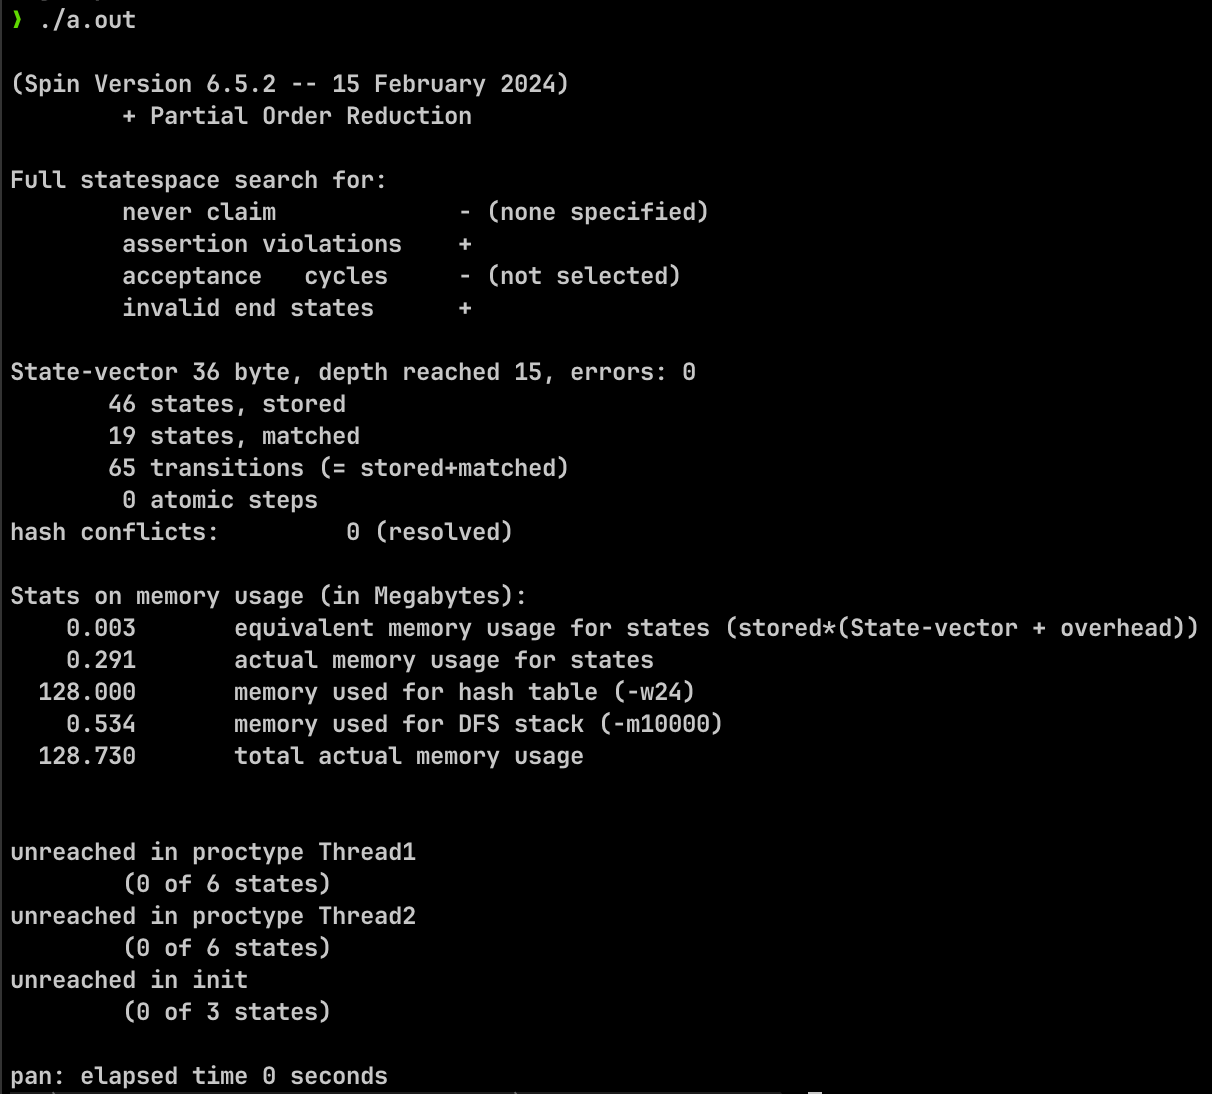 ❯ ./a.out
(Spin Version 6.5.2 -- 15 February 2024)
        + Partial Order Reduction
Full statespace search for:
        never claim             - (none specified)
        assertion violations    +
        acceptance   cycles     - (not selected)
        invalid end states      +
State-vector 36 byte, depth reached 15, errors: 0
       46 states, stored
       19 states, matched
       65 transitions (= stored+matched)
        0 atomic steps
hash conflicts:         0 (resolved)
Stats on memory usage (in Megabytes):
    0.003       equivalent memory usage for states (stored*(State-vector + overhead))
    0.291       actual memory usage for states
  128.000       memory used for hash table (-w24)
    0.534       memory used for DFS stack (-m10000)
  128.730       total actual memory usage
unreached in proctype Thread1
        (0 of 6 states)
unreached in proctype Thread2
        (0 of 6 states)
unreached in init
        (0 of 3 states)
pan: elapsed time 0 seconds